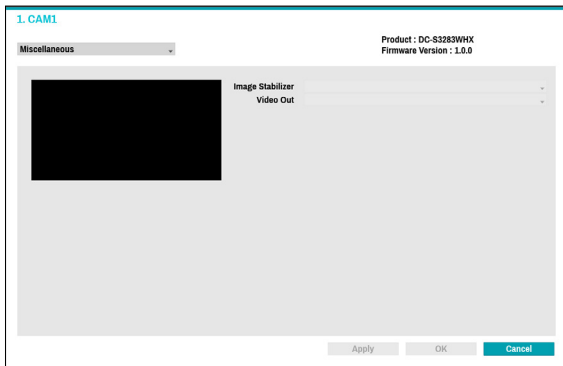 1. CAM1
Product : DC-S3283WHX
Miscellaneous
Firmware Version : 1.0.0
Image Stabilizer
Video Out
Apply OK Cancel